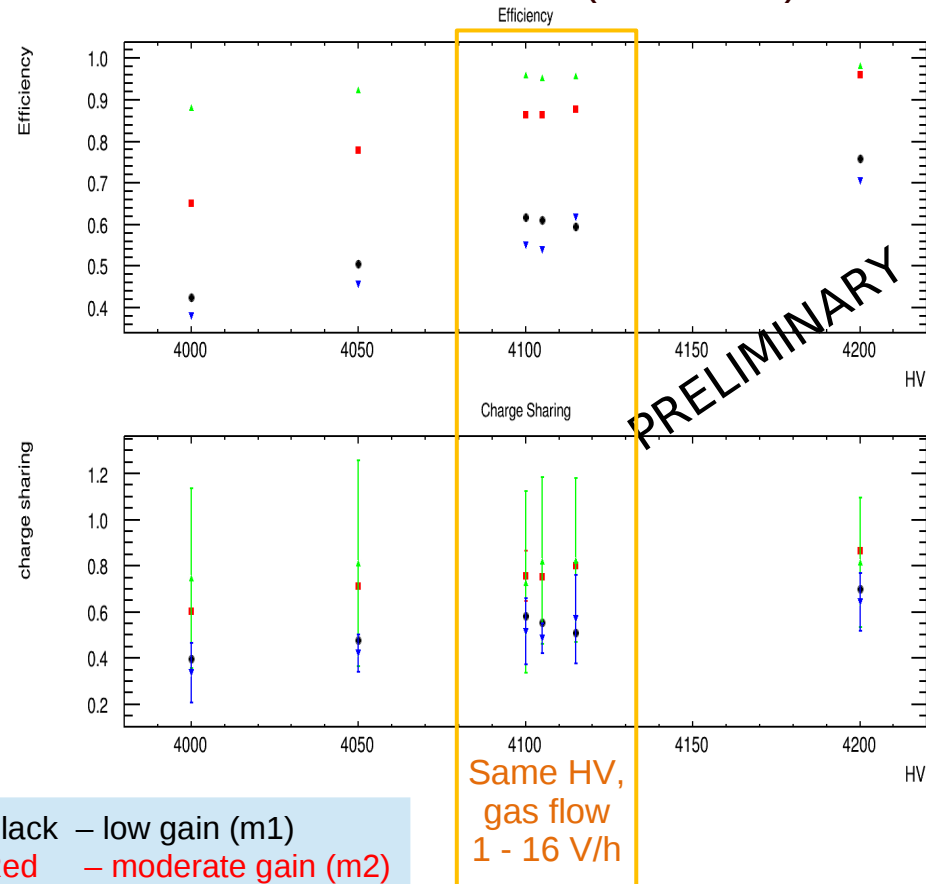 Efficiency
Efficiency
1.0
0.9
0.8
0.7
0.6
0.5
0.4
4000 4050 4100 4150 4200
HV
PRELIMINARY
Charge Sharing
charge sharing
1.2
1.0
0.8
0.6
0.4
0.2
4000 4050 4100 4150 4200
HV
Same HV,
gas flow
1 - 16 V/h
lack – low gain (m1)
ed – moderate gain (m2)